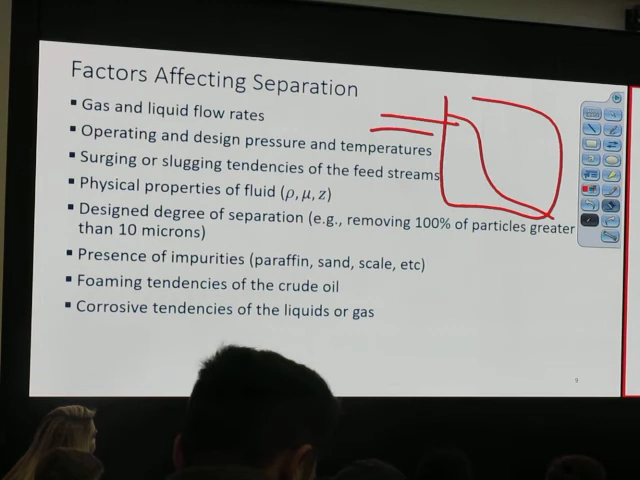 Factors Affecting Separation
▪ Gas and liquid flow rates
▪ Operating and design pressure and temperatures
▪ Surging or slugging tendencies of the feed streams
▪ Physical properties of fluid (ρ, μ, z)
▪ Designed degree of separation (e.g., removing 100% of particles greater
than 10 microns)
▪ Presence of impurities (paraffin, sand, scale, etc)
▪ Foaming tendencies of the crude oil
▪ Corrosive tendencies of the liquids or gas
9